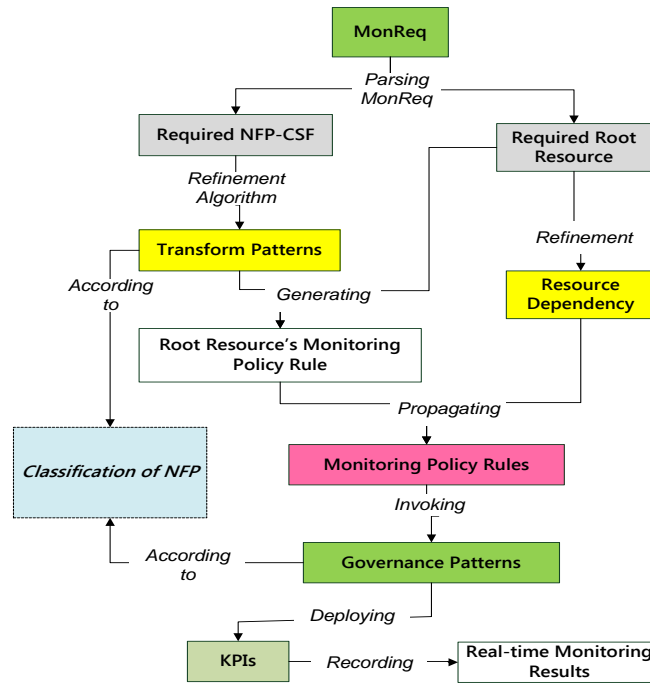 MonReq
Parsing
MonReq
Required NFP-CSF
Required Root
Resource
Refinement
Algorithm
Refinement
Transform Patterns
According
to
Generating
Resource
Dependency
Root Resource's Monitoring
Policy Rule
Propagating
Classification of NFP
Monitoring Policy Rules
Invoking
According
to
Governance Patterns
Deploying
KPIs
Recording
Real-time Monitoring
Results